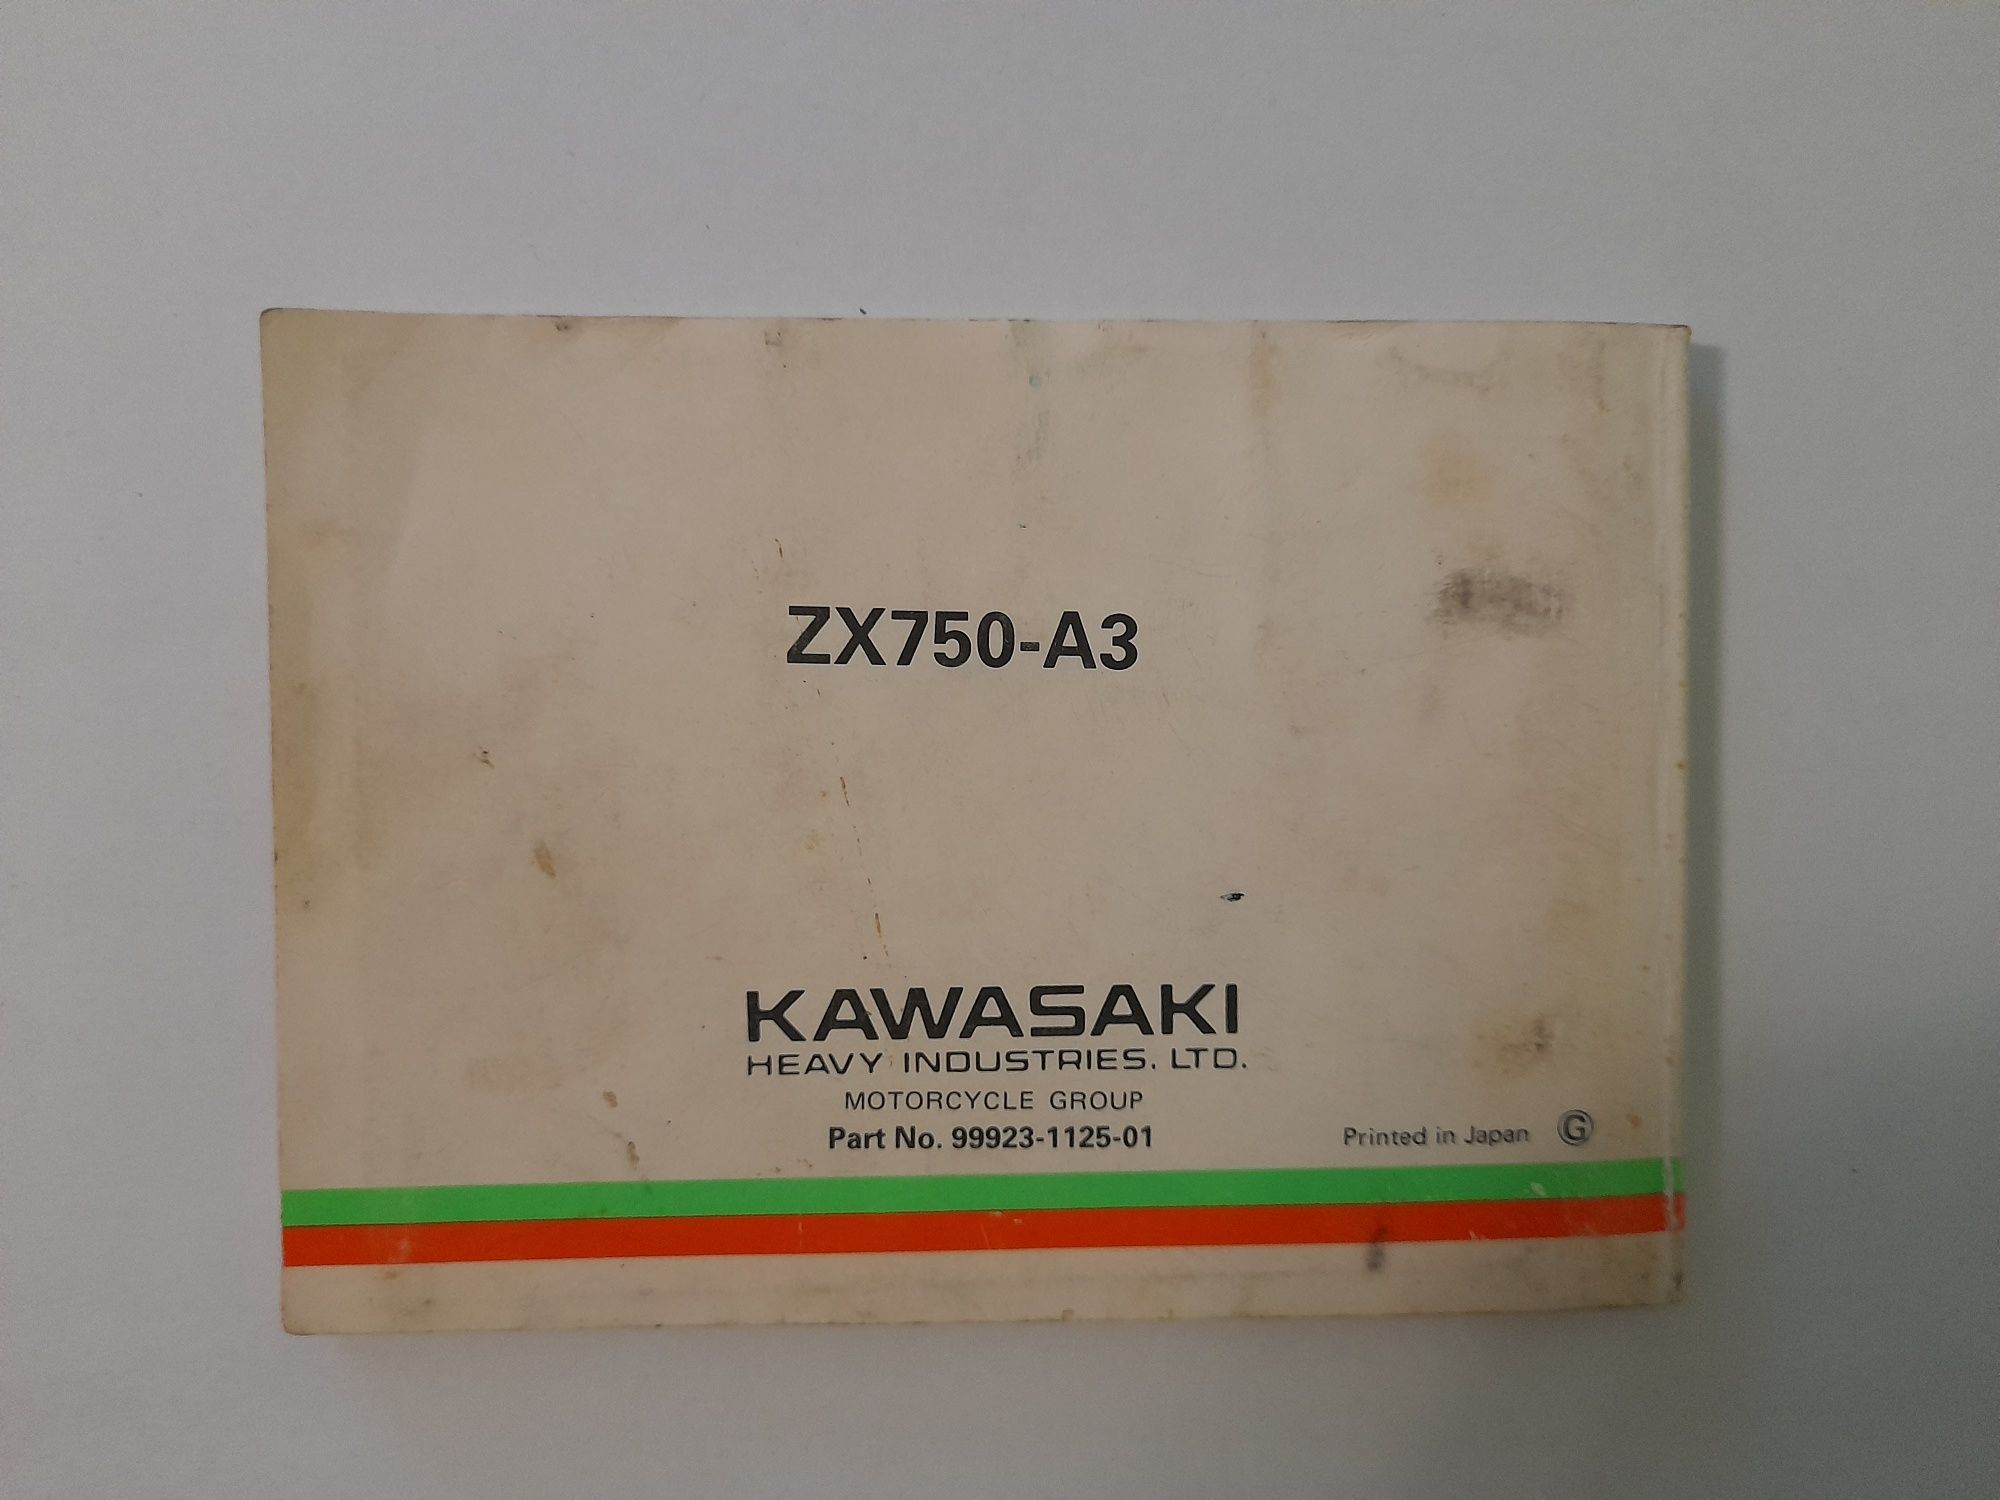 ZX750-A3
KAWASAKI
HEAVY INDUSTRIES, LTD.
MOTORCYCLE GROUP
Part No. 99923-1125-01
Printed in Japan Ⓖ